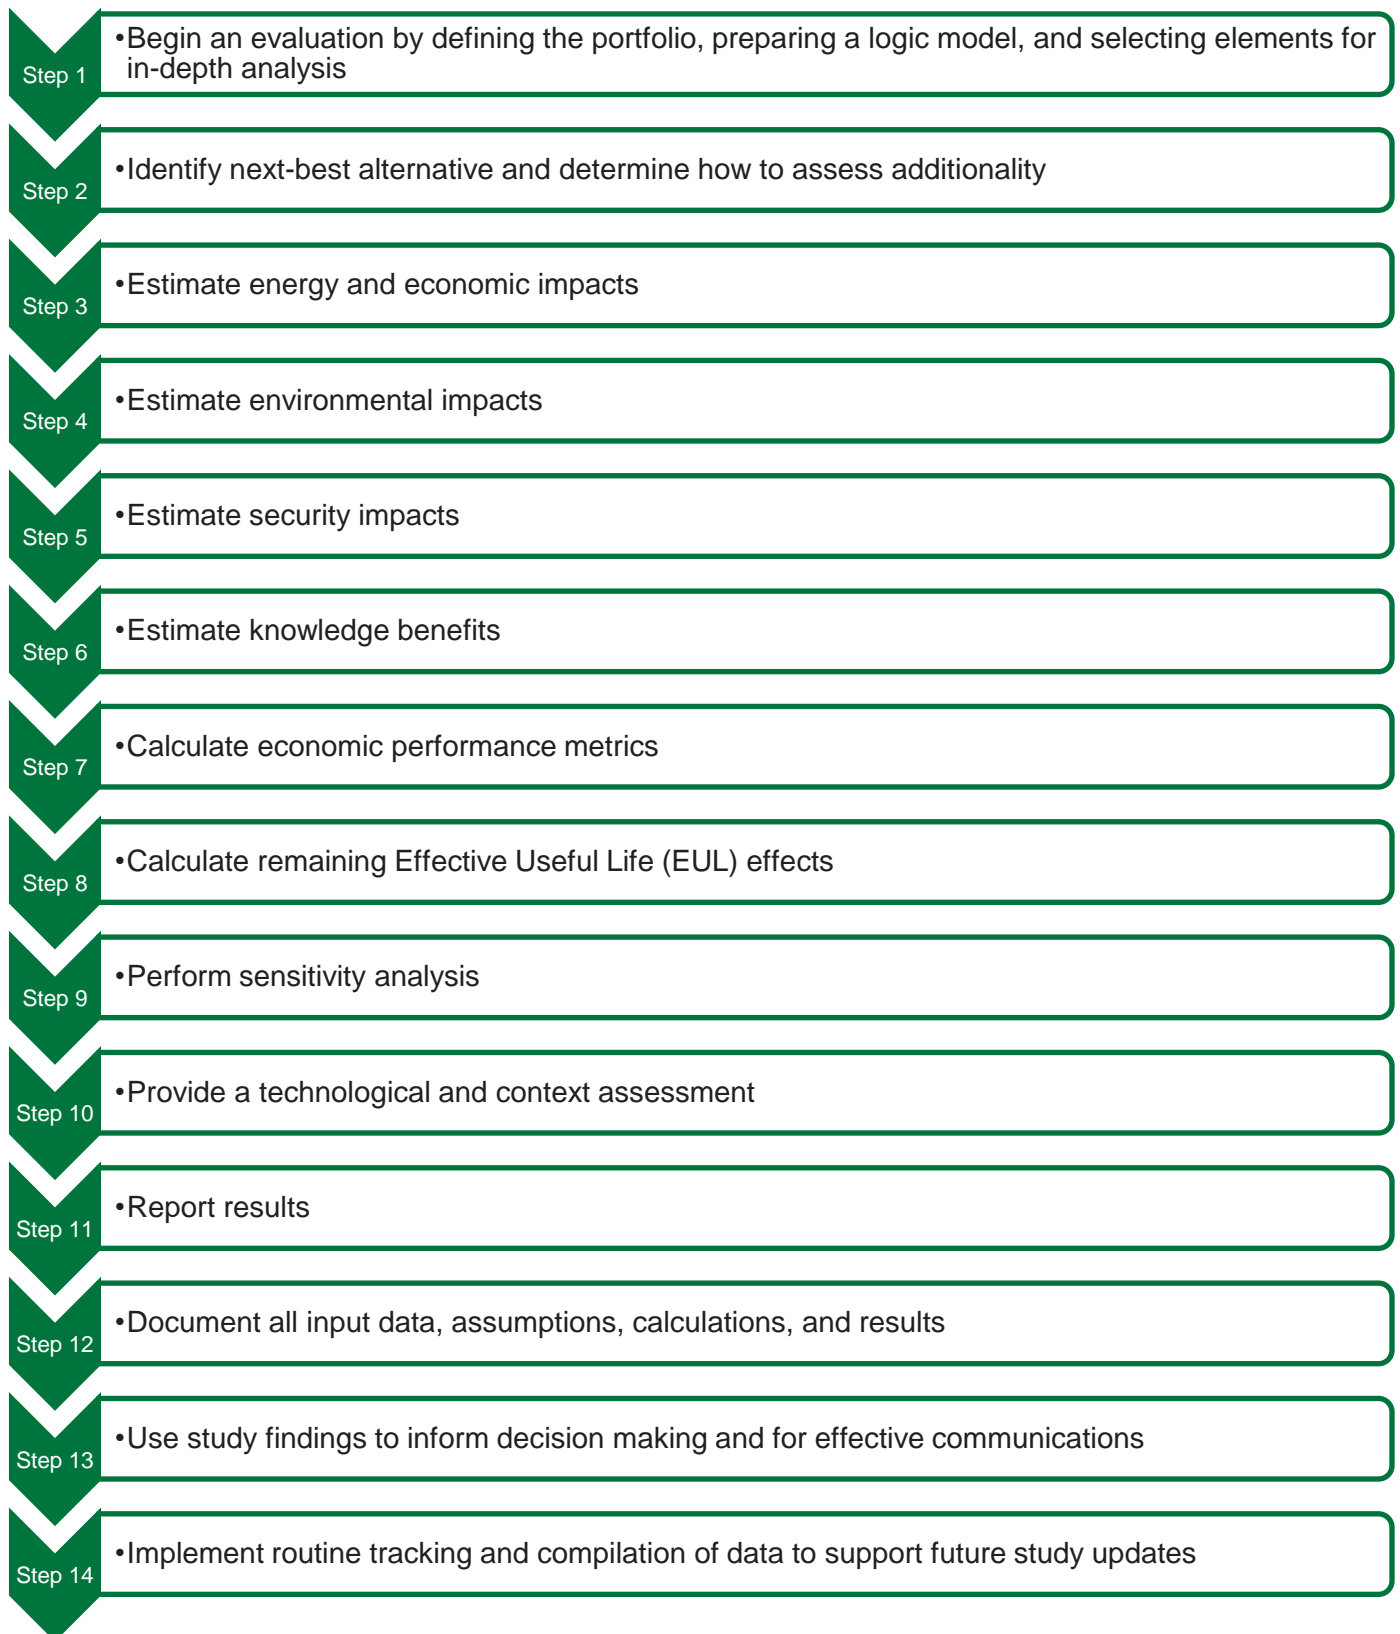 Step 1
•Begin an evaluation by defining the portfolio, preparing a logic model, and selecting elements for
in-depth analysis
Step 2
•Identify next-best alternative and determine how to assess additionality
Step 3
•Estimate energy and economic impacts
Step 4
•Estimate environmental impacts
Step 5
•Estimate security impacts
Step 6
•Estimate knowledge benefits
Step 7
•Calculate economic performance metrics
Step 8
•Calculate remaining Effective Useful Life (EUL) effects
Step 9
•Perform sensitivity analysis
Step 10
•Provide a technological and context assessment
Step 11
•Report results
Step 12
•Document all input data, assumptions, calculations, and results
Step 13
•Use study findings to inform decision making and for effective communications
Step 14
•Implement routine tracking and compilation of data to support future study updates